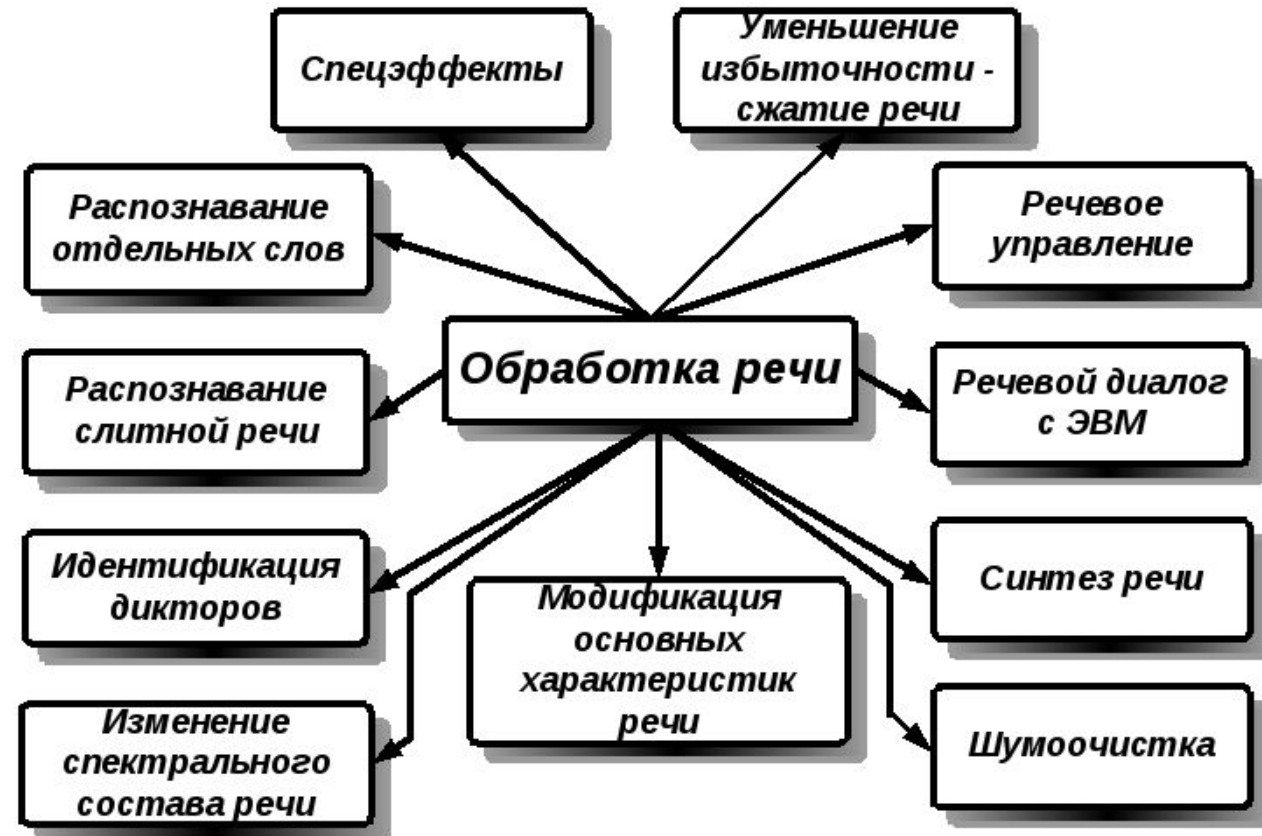 Спецэффекты
Уменьшение
избыточности -
сжатие речи
Распознавание
отдельных слов
Речевое
управление
Обработка речи
Распознавание
слитной речи
Речевой диалог
с ЭВМ
Идентификация
дикторов
Модификация
основных
характеристик
речи
Синтез речи
Изменение
спектрального
состава речи
Шумоочистка